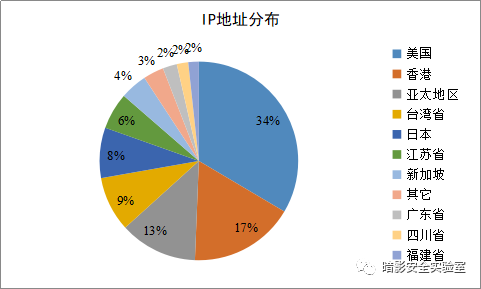 IP地址分布
34%
17%
13%
9%
8%
6%
4%
3%
2%
2%
2%
美国
香港
亚太地区
台湾省
日本
江苏省
新加坡
其它
广东省
四川省
福建省
暗影安全实验室